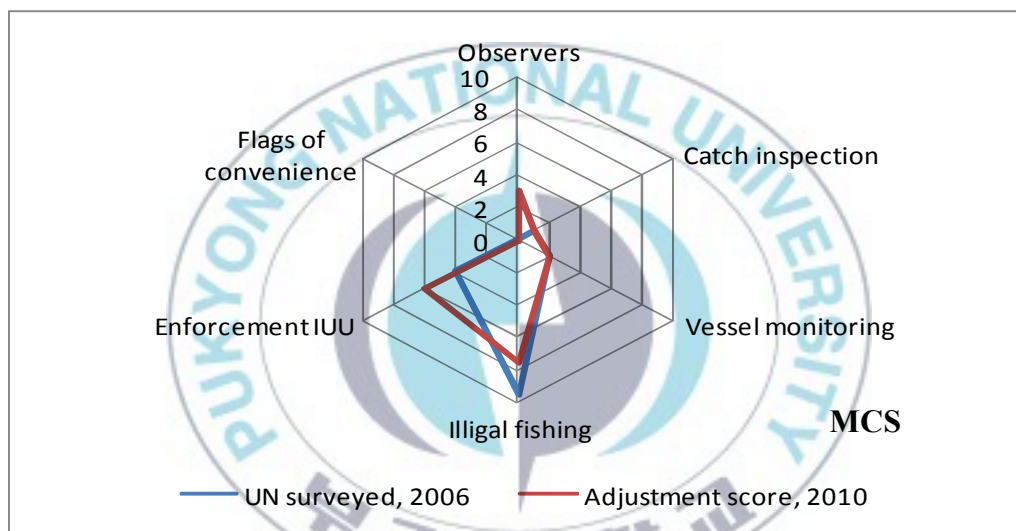 Observers
10
8
6
4
2
0
Flags of
convenience
Catch inspection
Enforcement IUU
Vessel monitoring
Illigal fishing
MCS
UN surveyed, 2006
Adjustment score, 2010
PUKYONG NATIONAL UNIVERSITY